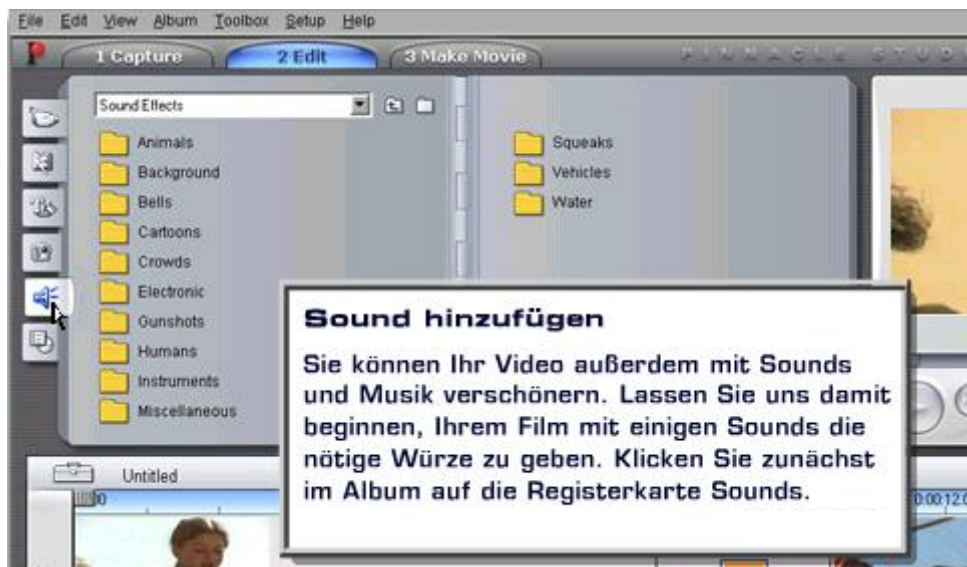 File Edit View Album Toolbox Setup Help
1 Capture 2 Edit 3 Make Movie PINNACLE
Sound Effects
Animals
Background
Bells
Cartoons
Crowds
Electronic
Gunshots
Humans
Instruments
Miscellaneous
Squeaks
Vehicles
Water
Sound hinzufügen
Sie können Ihr Video außerdem mit Sounds
und Musik verschönern. Lassen Sie uns damit
beginnen, Ihrem Film mit einigen Sounds die
nötige Würze zu geben. Klicken Sie zunächst
im Album auf die Registerkarte Sounds.
Untitled